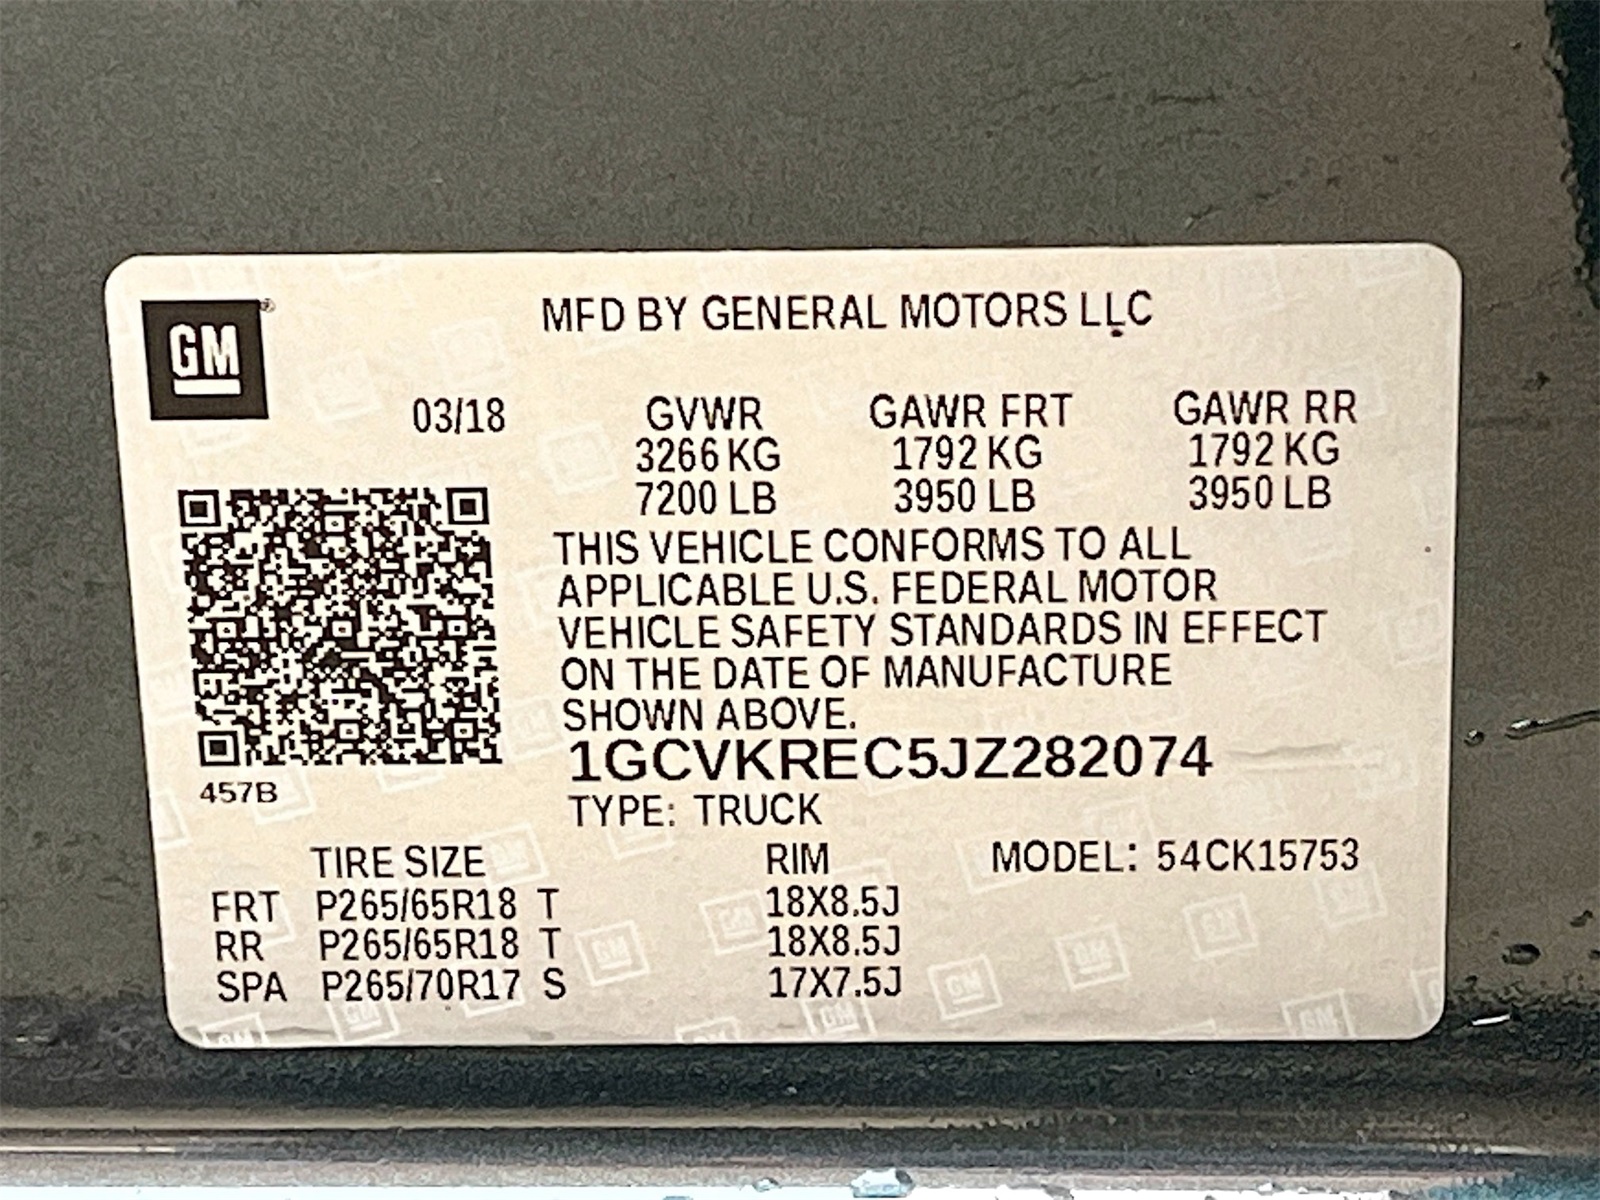 GM ®
MFD BY GENERAL MOTORS LLC
03/18 GVWR GAWR FRT GAWR RR
3266 KG 1792 KG 1792 KG
7200 LB 3950 LB 3950 LB
THIS VEHICLE CONFORMS TO ALL
APPLICABLE U.S. FEDERAL MOTOR
VEHICLE SAFETY STANDARDS IN EFFECT
ON THE DATE OF MANUFACTURE
SHOWN ABOVE.
1GCVKREC5JZ282074
457B
TYPE: TRUCK
TIRE SIZE RIM MODEL: 54CK15753
FRT P265/65R18 T 18X8.5J
RR P265/65R18 T 18X8.5J
SPA P265/70R17 S 17X7.5J